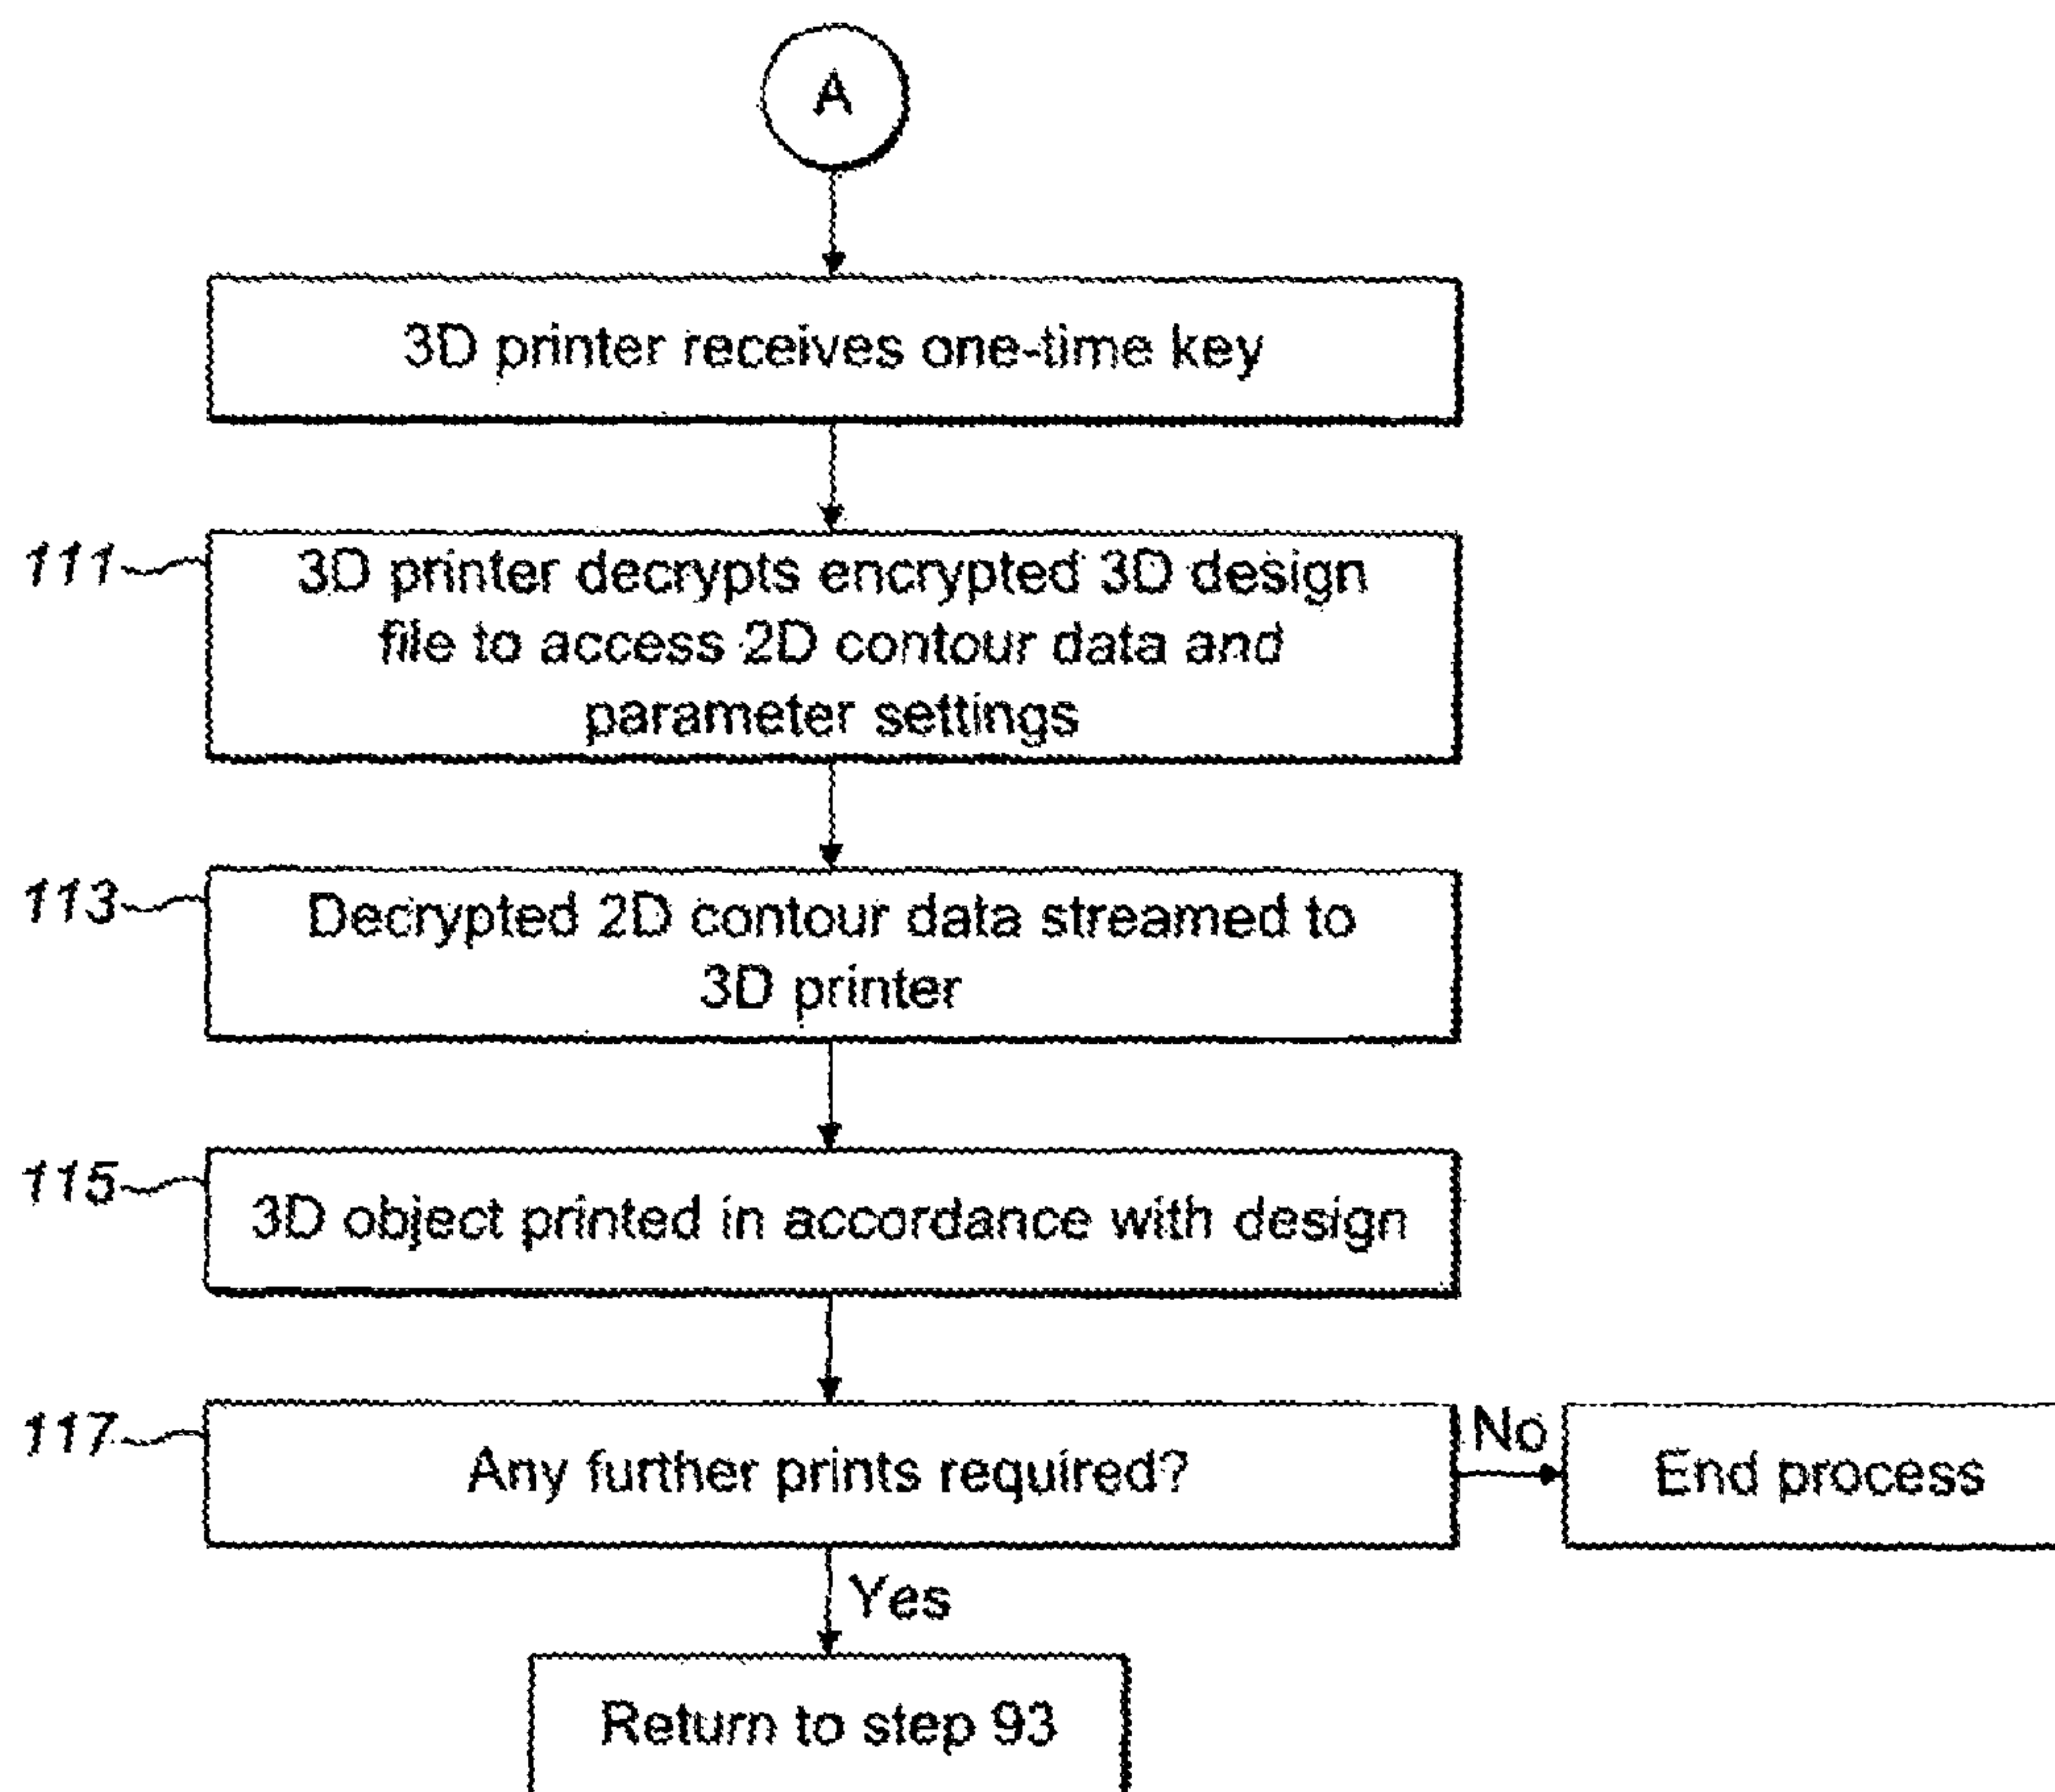 A
3D printer receives one-time key
111
3D printer decrypts encrypted 3D design
file to access 2D contour data and
parameter settings
113
Decrypted 2D contour data streamed to
3D printer
115
3D object printed in accordance with design
117
Any further prints required?
No
End process
Yes
Return to step 93